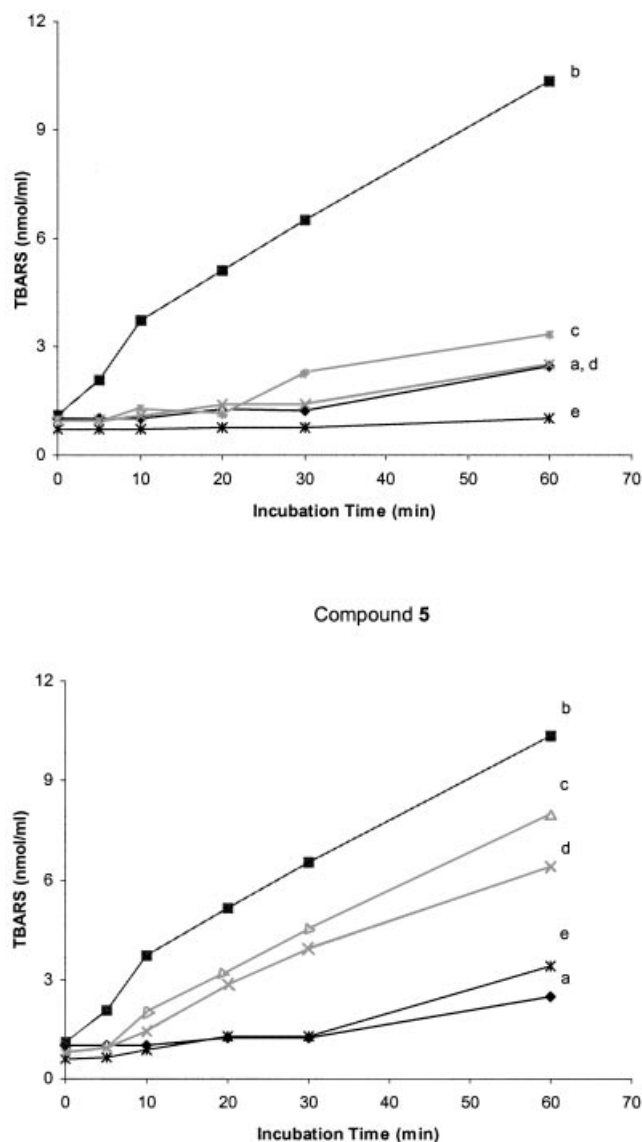 12
b
9
TBARS (nmol/ml)
6
c
3
a, d
e
0
0 10 20 30 40 50 60 70
Incubation Time (min)
Compound 5
12
b
9
c
TBARS (nmol/ml)
d
6
e
3
a
0
0 10 20 30 40 50 60 70
Incubation Time (min)